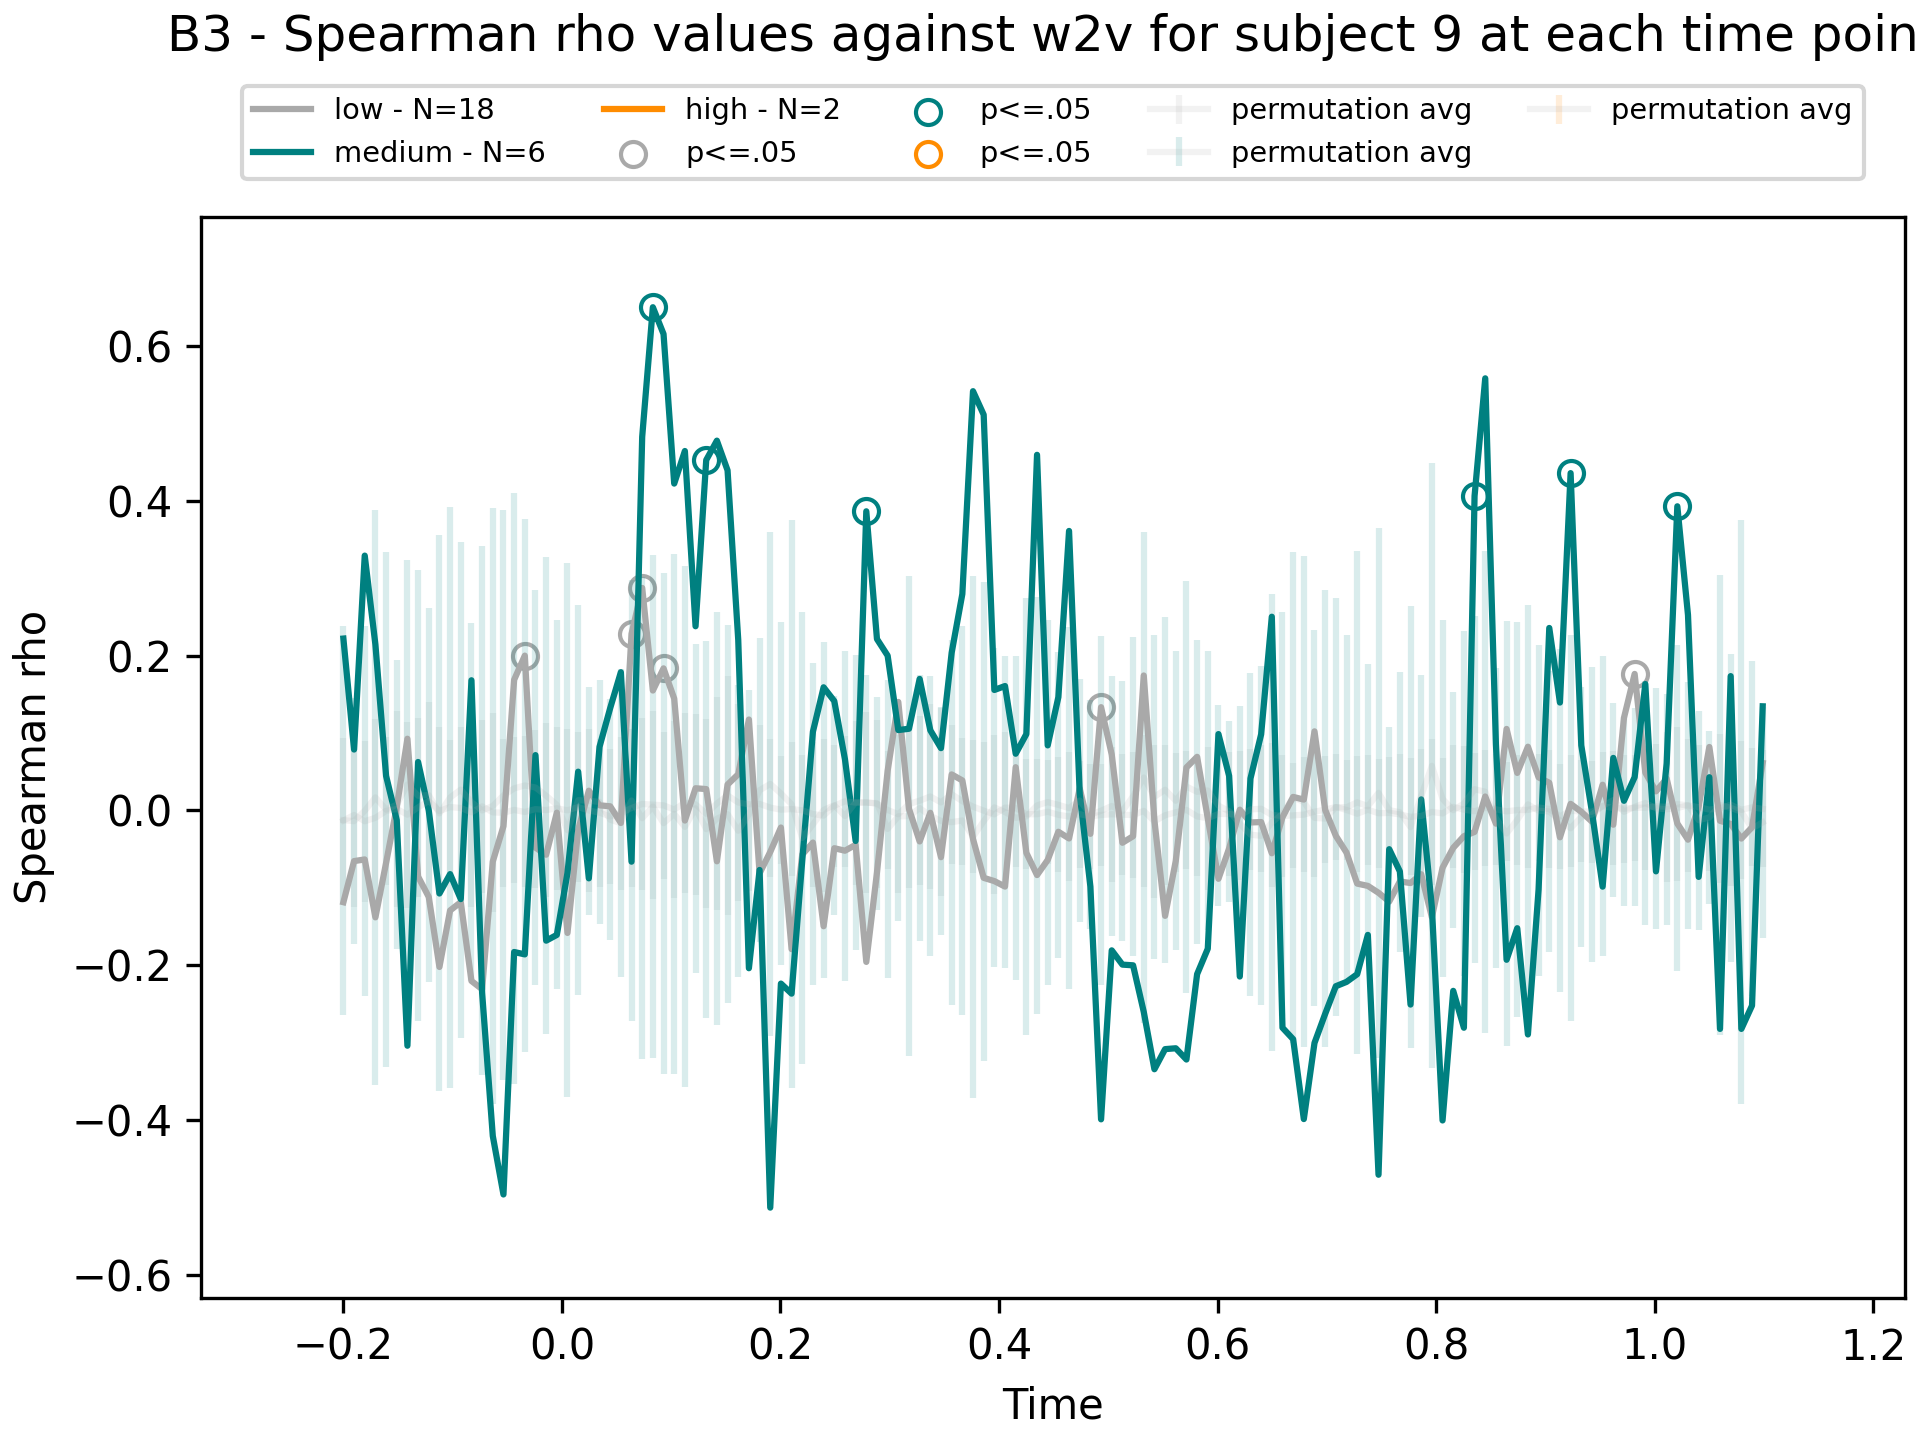 B3 - Spearman rho values against w2v for subject 9 at each time poin
low - N=18
medium - N=6
high - N=2
p<=.05
p<=.05
p<=.05
permutation avg
permutation avg
permutation avg
Spearman rho
0.6
0.4
0.2
0.0
−0.2
−0.4
−0.6
−0.2 0.0 0.2 0.4 0.6 0.8 1.0 1.2
Time